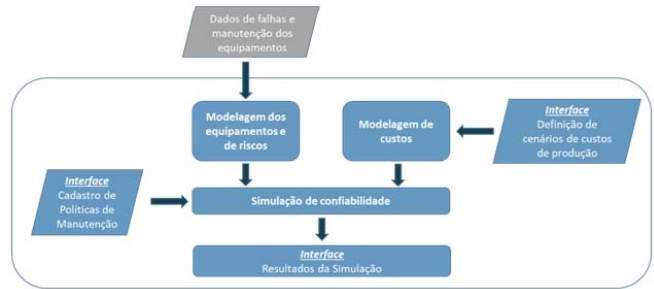 Dados de falhas e
manutenção dos
equipamentos
Modelagem dos
equipamentos e
de riscos
Modelagem de
custos
Interface
Definição de
cenários de custos
de produção
Interface
Cadastro de
Políticas de
Manutenção
Simulação de confiabilidade
Interface
Resultados da Simulação